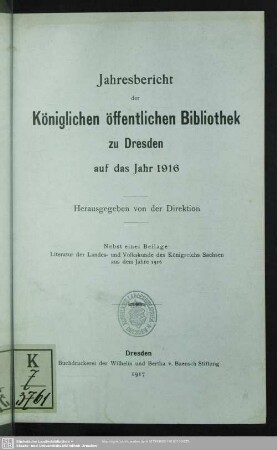 Jahresbericht
der
Königlichen öffentlichen Bibliothek
zu Dresden
auf das Jahr 1916
Herausgegeben von der Direktion
Nebst einer Beilage
Literatur der Landes- und Volkskunde des Königreichs Sachsen
aus dem Jahre 1916
Dresden
Buchdruckerei der Wilhelm und Bertha v. Baensch Stiftung
1917
K
7
3761